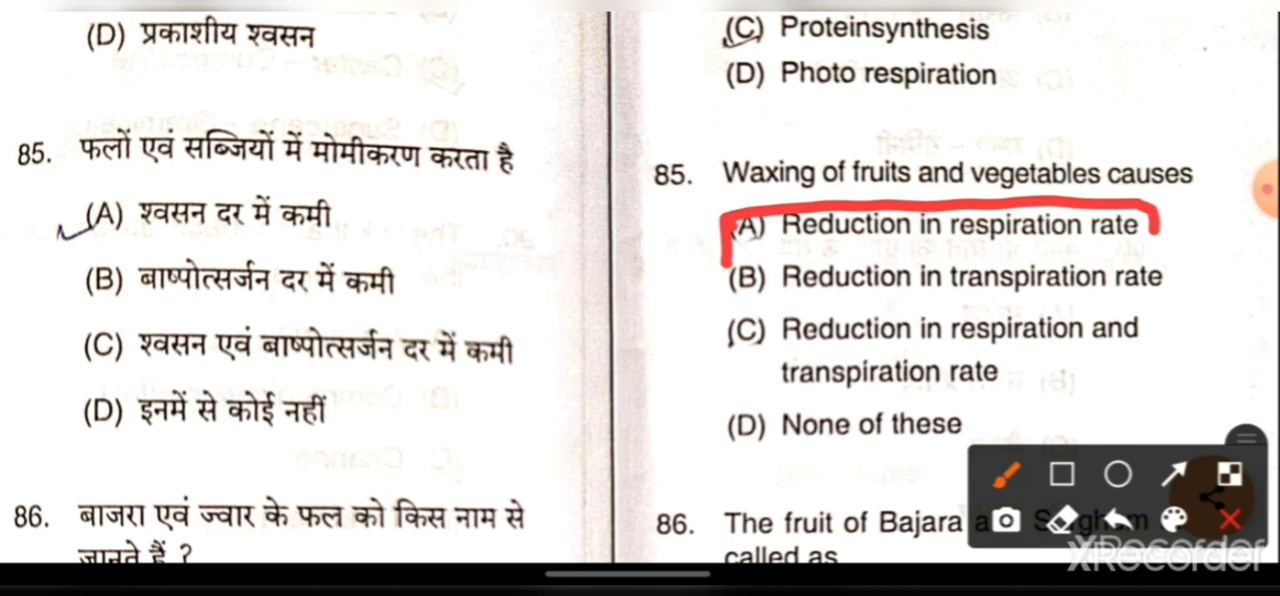 (D) प्रकाशीय श्वसन
85. फलों एवं सब्जियों में मोमीकरण करता है
(A) श्वसन दर में कमी
(B) बाष्पोत्सर्जन दर में कमी
(C) श्वसन एवं बाष्पोत्सर्जन दर में कमी
(D) इनमें से कोई नहीं
86. बाजरा एवं ज्वार के फल को किस नाम से
जानते हैं ?
(C) Proteinsynthesis
(D) Photo respiration
85. Waxing of fruits and vegetables causes
(A) Reduction in respiration rate
(B) Reduction in transpiration rate
(C) Reduction in respiration and
transpiration rate
(D) None of these
86. The fruit of Bajara
called as
XRecorder